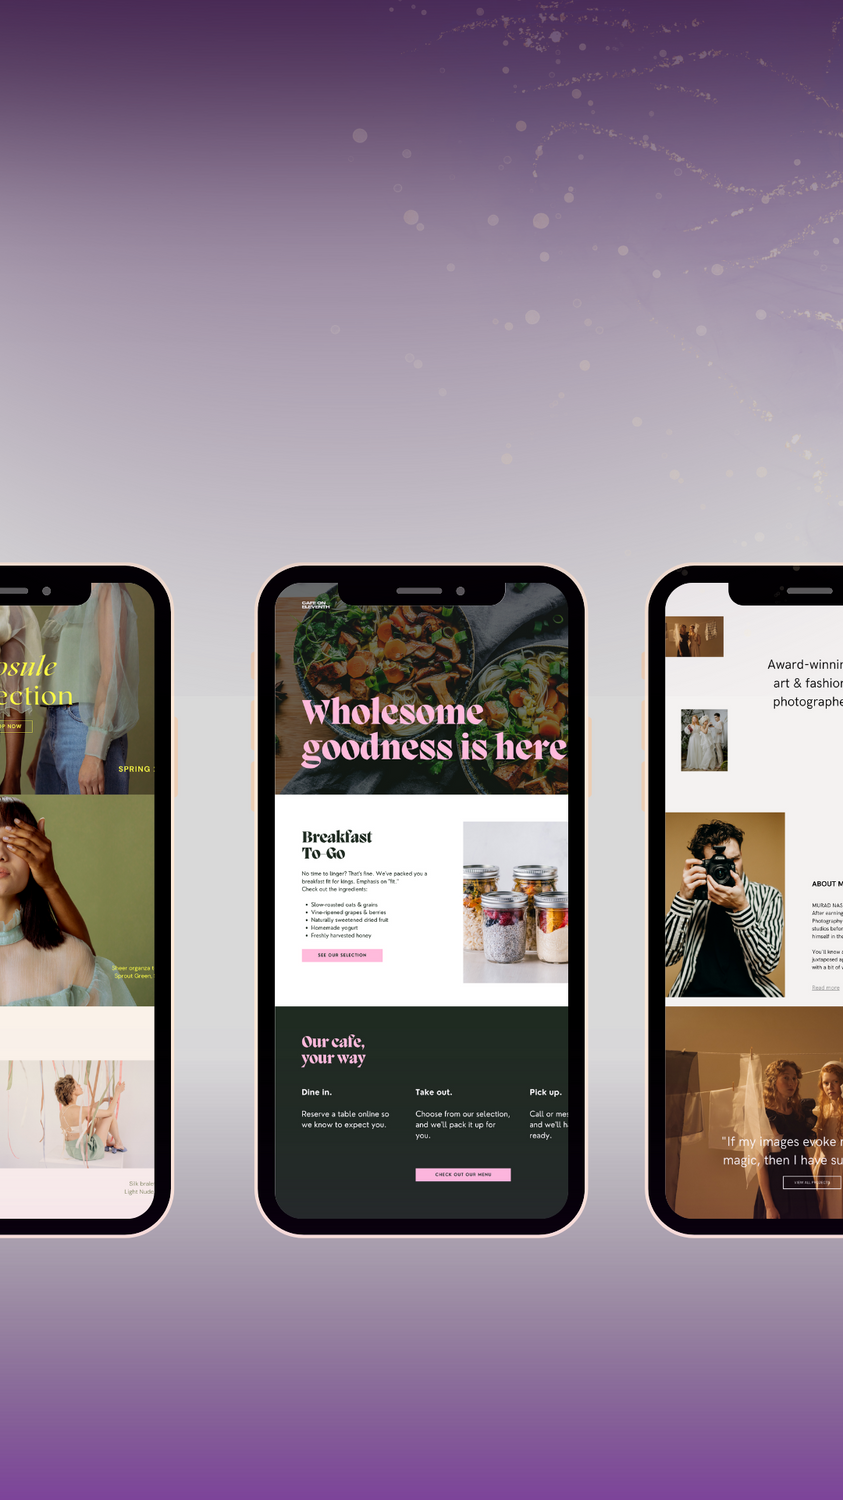 psule
ection
P NOW
SPRING
Sheer organza
Sprout Green,
Silk
Light Nude
CAFE ON
ELEVENTH
Wholesome
goodness is here
Breakfast
To-Go
No time to linger? That's fine. We've packed you a
breakfast fit for kings. Emphasis on "fit."
Check out the ingredients:
• Slow-roasted oats & grains
• Vine-ripened grapes & berries
• Naturally sweetened dried fruit
• Homemade yogurt
• Freshly harvested honey
SEE OUR SELECTION
Our cafe,
your way
Dine in.
Reserve a table online so
we know to expect you.
Take out.
Choose from our selection,
and we'll pack it up for
you.
CHECK OUT OUR MENU
Pick up.
Call or mes
and we'll h
ready.
Award-winnin
art & fashion
photographe
ABOUT M
MURAD NAS
After earning
Photography
studios befor
himself in the
You'll know a
juxtaposed ap
with a bit of v
Read more
"If my images evoke
magic, then I have su
VIEW ALL PROJECTS